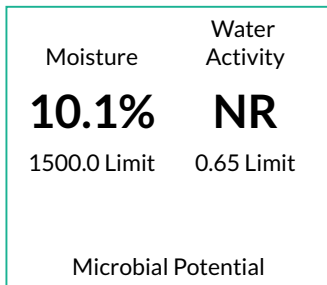 Moisture
Water
Activity
10.1%
NR
1500.0 Limit
0.65 Limit
Microbial Potential